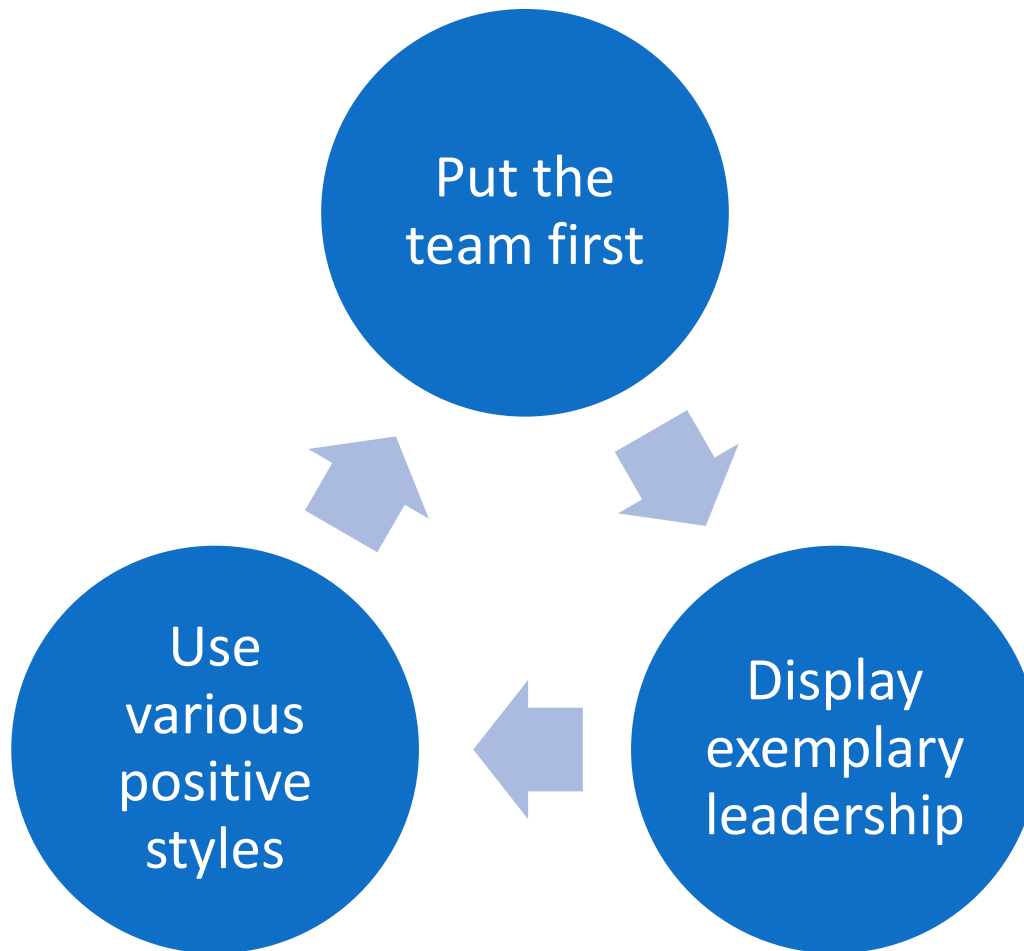 Put the
team first
Display
exemplary
leadership
Use
various
positive
styles